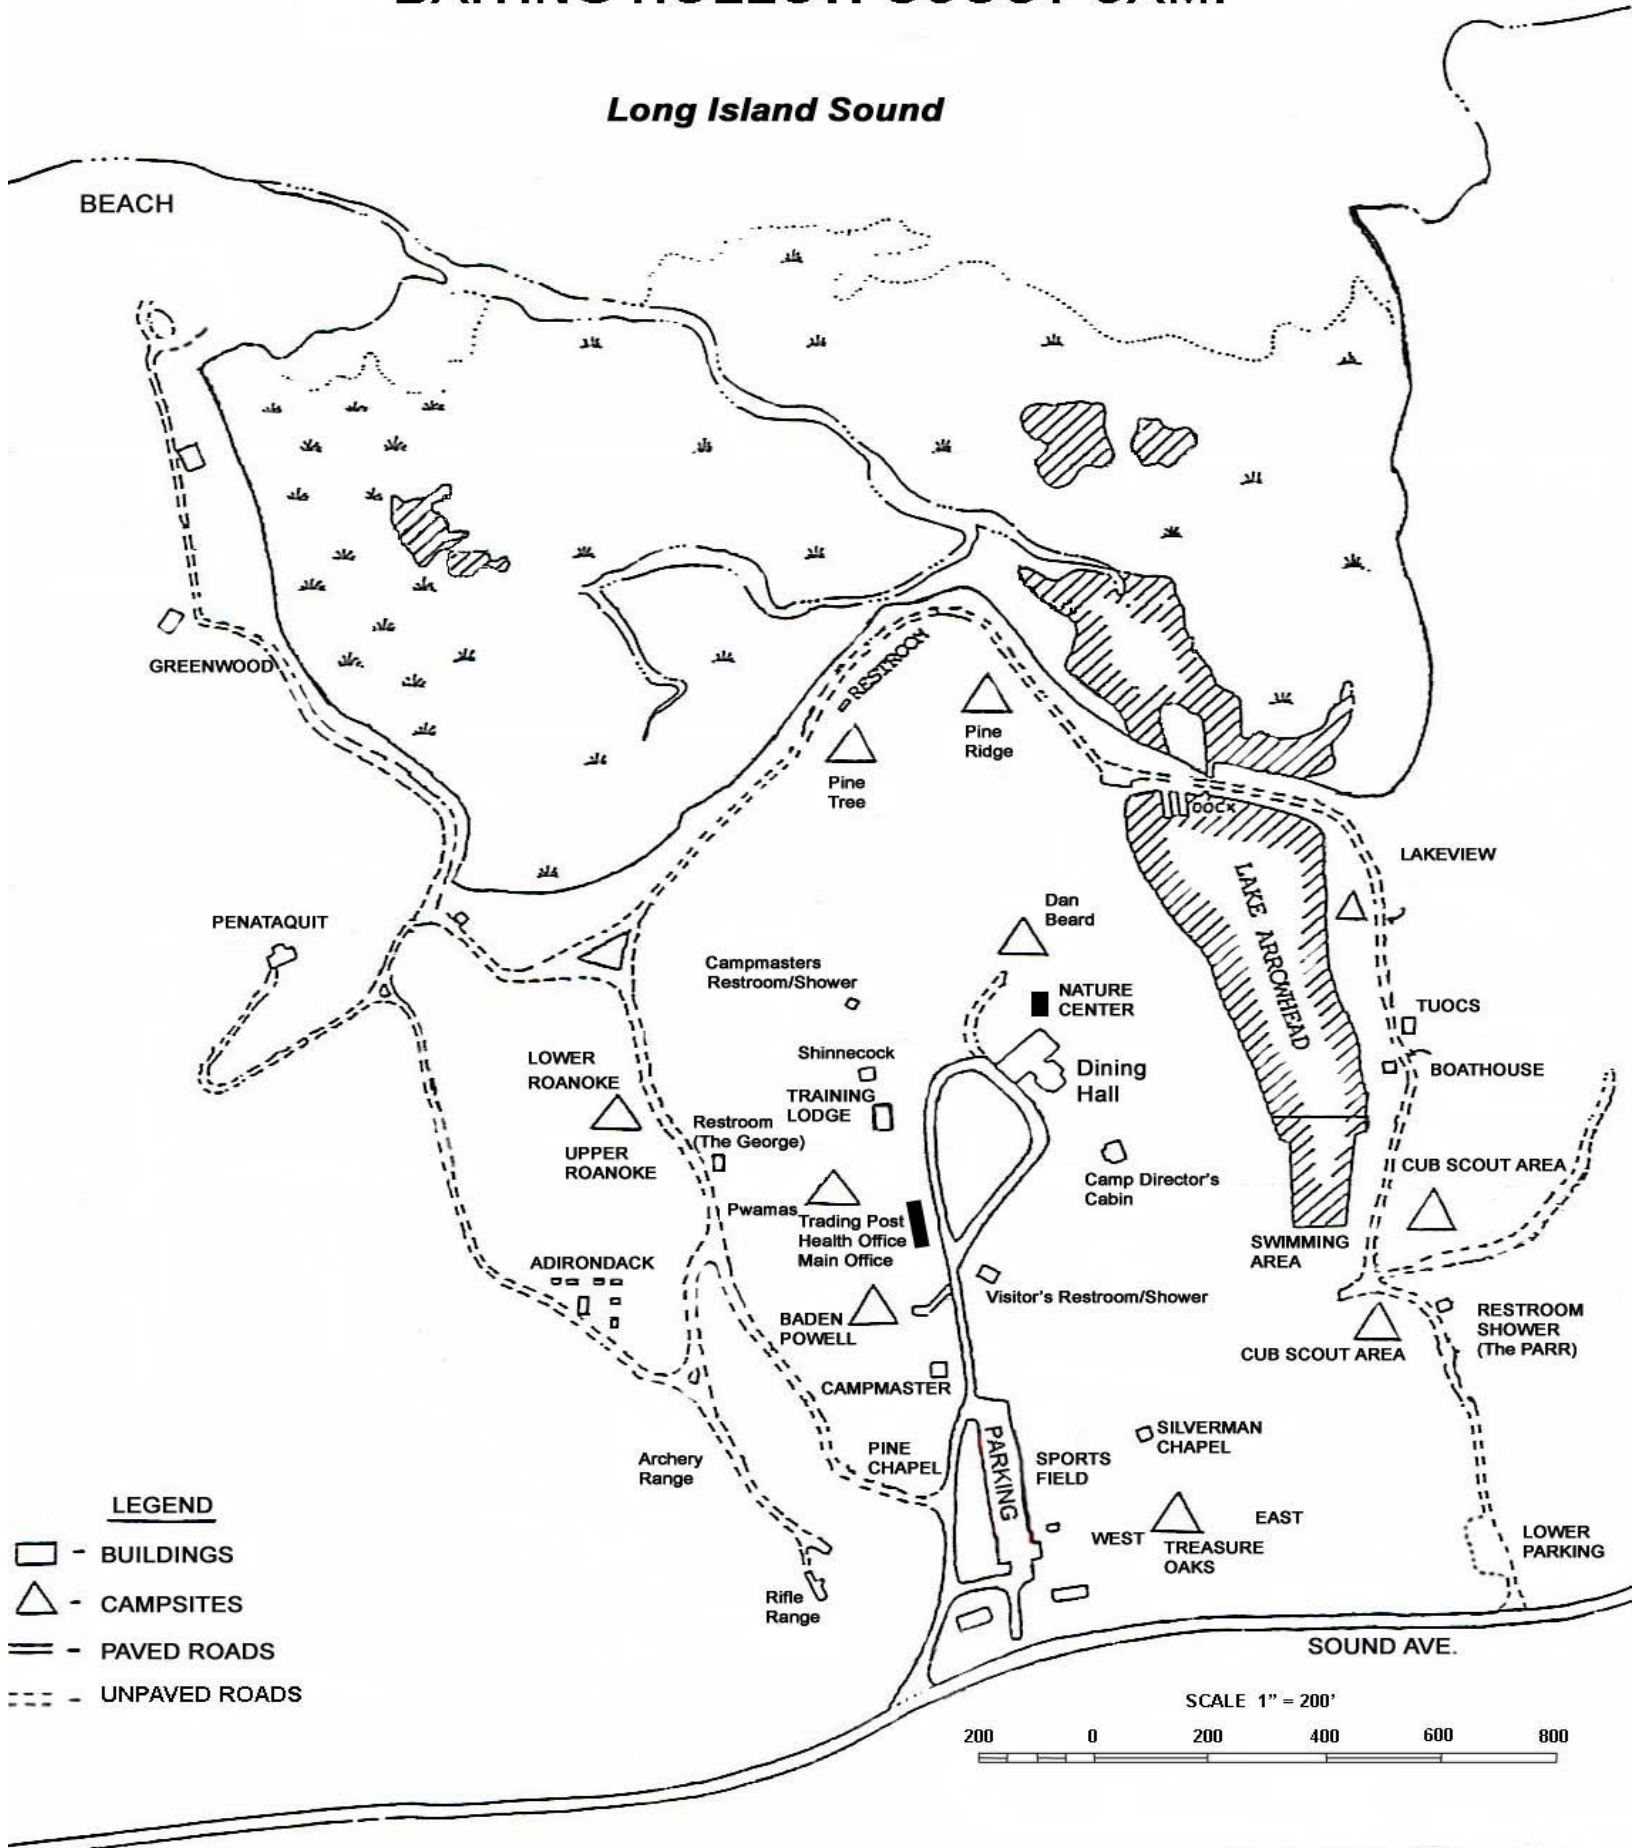 BAITING HOLLOW SCOUT CAMP
Long Island Sound
BEACH
GREENWOOD
RESTROOM
Pine
Ridge
Pine
Tree
DOCK
LAKEVIEW
LAKE ARROWHEAD
PENATAQUIT
Dan
Beard
Campmasters
Restroom/Shower
NATURE
CENTER
TUOCS
LOWER
ROANOKE
Shinnecock
Dining
Hall
BOATHOUSE
TRAINING
LODGE
Restroom
(The George)
UPPER
ROANOKE
CUB SCOUT AREA
Camp Director's
Cabin
Pwamas
Trading Post
Health Office
Main Office
SWIMMING
AREA
ADIRONDACK
Visitor's Restroom/Shower
BADEN
POWELL
RESTROOM
SHOWER
(The PARR)
CUB SCOUT AREA
CAMPMASTER
PINE
CHAPEL
PARKING
SPORTS
FIELD
SILVERMAN
CHAPEL
Archery
Range
WEST
EAST
TREASURE
OAKS
LOWER
PARKING
Rifle
Range
LEGEND
- BUILDINGS
- CAMPSITES
- PAVED ROADS
- UNPAVED ROADS
SOUND AVE.
SCALE 1" = 200'
200 0 200 400 600 800